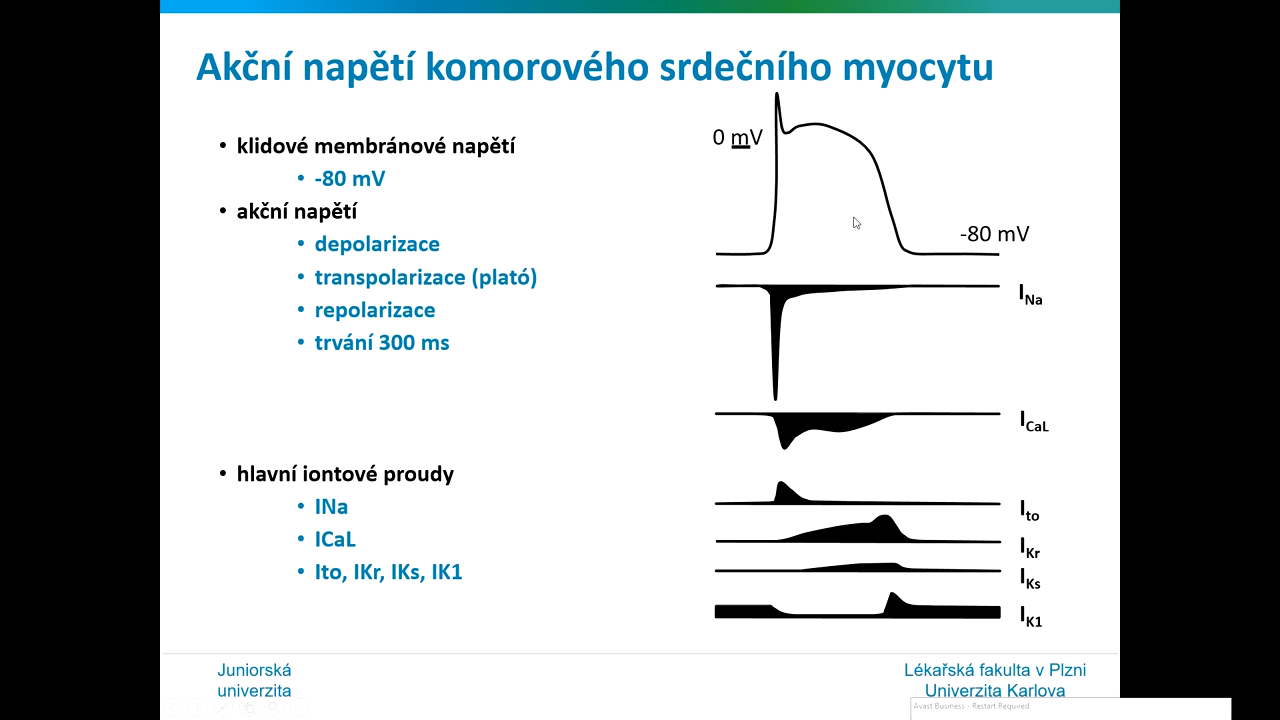 Akční napětí komorového srdečního myocytu
• klidové membránové napětí
• -80 mV
• akční napětí
• depolarizace
• transpolarizace (plató)
• repolarizace
• trvání 300 ms
• hlavní iontové proudy
• INa
• ICaL
• Ito, IKr, IKs, IK1
0 mV
-80 mV
INa
ICaL
Ito
IKr
IKs
IK1
Juniorská
univerzita
Lékařská fakulta v Plzni
Univerzita Karlova
Avast Business - Restart Required